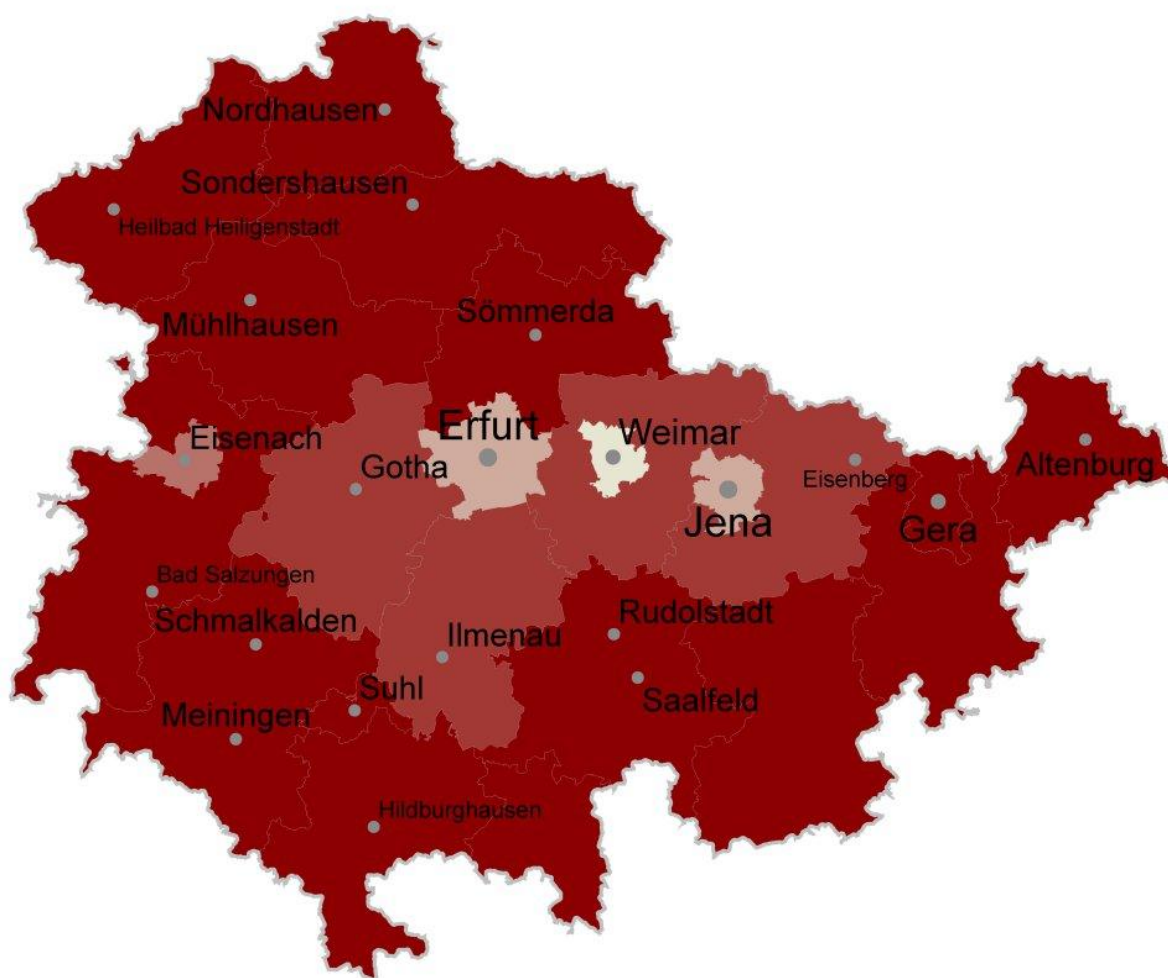 Nordhausen
Sondershausen
Heilbad Heiligenstadt
Sömmerda
Mühlhausen
Erfurt
Weimar
Eisenach
Gotha
Eisenberg
Altenburg
Jena
Gera
Bad Salzungen
Schmalkalden
Rudolstadt
Ilmenau
Suhl
Saalfeld
Meiningen
Hildburghausen